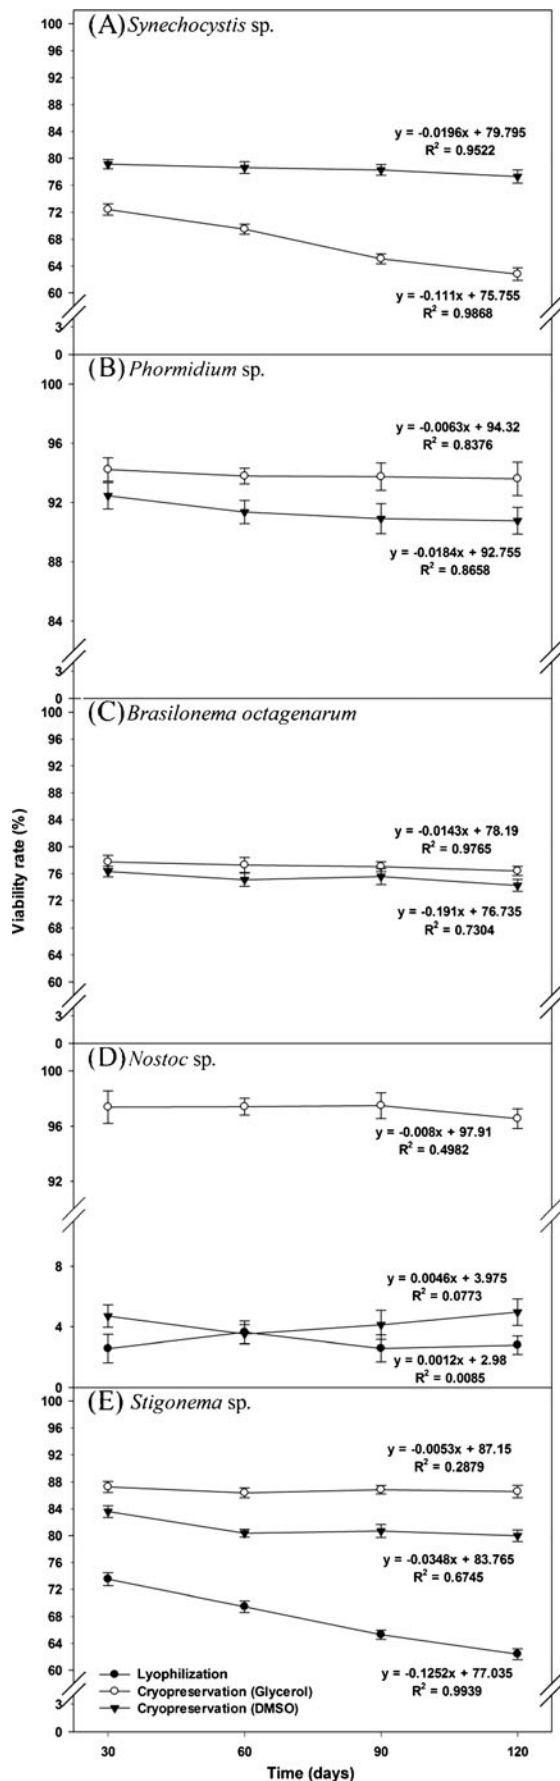 (A) Synechocystis sp.
100
96
92
88
84
80
76
72
68
64
60
3
0
y = -0.0196x + 79.795
R2 = 0.9522
y = -0.111x + 75.755
R2 = 0.9868
(B) Phormidium sp.
100
96
92
88
84
3
0
y = -0.0063x + 94.32
R2 = 0.8376
y = -0.0184x + 92.755
R2 = 0.8658
(C) Brasilonema octagenarum
100
96
92
88
84
80
76
72
68
64
60
3
y = -0.0143x + 78.19
R2 = 0.9765
y = -0.191x + 76.735
R2 = 0.7304
Viability rate (%)
(D) Nostoc sp.
0
100
96
92
8
4
0
y = -0.008x + 97.91
R2 = 0.4982
y = 0.0046x + 3.975
R2 = 0.0773
y = 0.0012x + 2.98
R2 = 0.0085
(E) Stigonema sp.
100
96
92
88
84
80
76
72
68
64
60
3
0
y = -0.0053x + 87.15
R2 = 0.2879
y = -0.0348x + 83.765
R2 = 0.6745
y = -0.1252x + 77.035
R2 = 0.9939
Lyophilization
Cryopreservation (Glycerol)
Cryopreservation (DMSO)
30 60 90 120
Time (days)